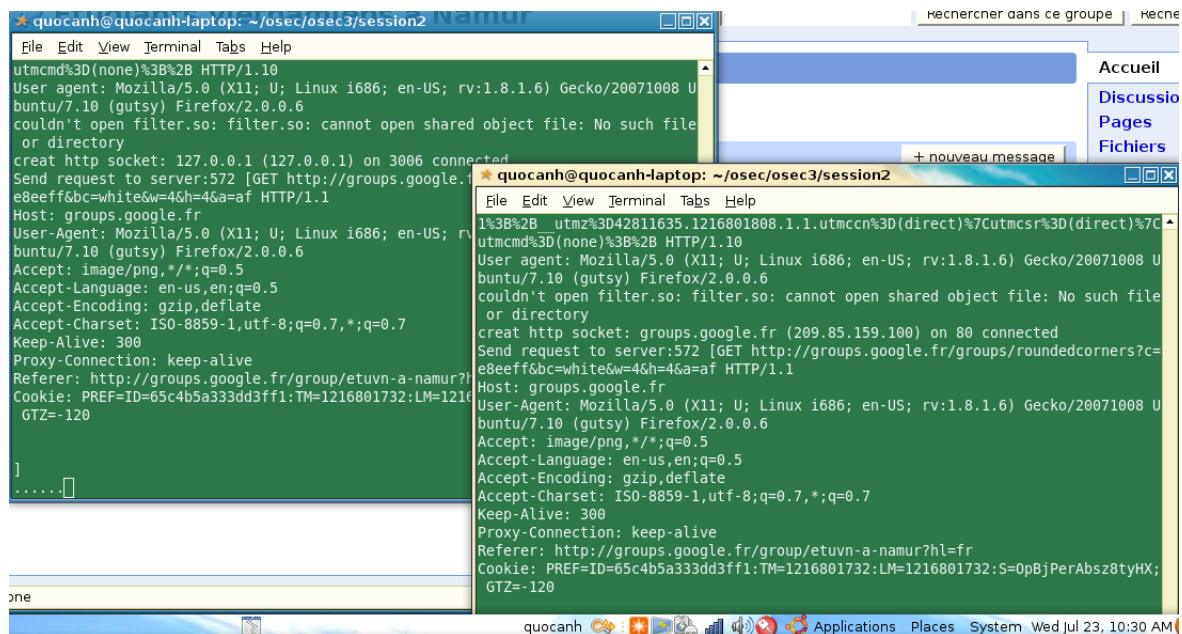 Etudiants vietnamiens à Namur
Rechercher dans ce groupe
Reche
quocanh@quocanh-laptop: ~/osec/osec3/session2
File Edit View Terminal Tabs Help
utmcmd%3D(none)%3B%2B HTTP/1.10
User agent: Mozilla/5.0 (X11; U; Linux i686; en-US; rv:1.8.1.6) Gecko/20071008 U
buntu/7.10 (gutsy) Firefox/2.0.0.6
couldn't open filter.so: filter.so: cannot open shared object file: No such file
or directory
creat http socket: 127.0.0.1 (127.0.0.1) on 3006 connected
Send request to server:572 [GET http://groups.google.f
e8eeff&bc=white&w=4&h=4&a=af HTTP/1.1
Host: groups.google.fr
User-Agent: Mozilla/5.0 (X11; U; Linux i686; en-US; rv
buntu/7.10 (gutsy) Firefox/2.0.0.6
Accept: image/png,*/*;q=0.5
Accept-Language: en-us,en;q=0.5
Accept-Encoding: gzip,deflate
Accept-Charset: ISO-8859-1,utf-8;q=0.7,*;q=0.7
Keep-Alive: 300
Proxy-Connection: keep-alive
Referer: http://groups.google.fr/group/etuvn-a-namur?h
Cookie: PREF=ID=65c4b5a333dd3ff1:TM=1216801732:LM=1216
GTZ=-120
]
......
Accueil
Discussio
Pages
Fichiers
+ nouveau message
quocanh@quocanh-laptop: ~/osec/osec3/session2
File Edit View Terminal Tabs Help
1%3B%2B__utmz%3D42811635.1216801808.1.1.utmccn%3D(direct)%7Cutmcsr%3D(direct)%7C
utmcmd%3D(none)%3B%2B HTTP/1.10
User agent: Mozilla/5.0 (X11; U; Linux i686; en-US; rv:1.8.1.6) Gecko/20071008 U
buntu/7.10 (gutsy) Firefox/2.0.0.6
couldn't open filter.so: filter.so: cannot open shared object file: No such file
or directory
creat http socket: groups.google.fr (209.85.159.100) on 80 connected
Send request to server:572 [GET http://groups.google.fr/groups/roundedcorners?c=
e8eeff&bc=white&w=4&h=4&a=af HTTP/1.1
Host: groups.google.fr
User-Agent: Mozilla/5.0 (X11; U; Linux i686; en-US; rv:1.8.1.6) Gecko/20071008 U
buntu/7.10 (gutsy) Firefox/2.0.0.6
Accept: image/png,*/*;q=0.5
Accept-Language: en-us,en;q=0.5
Accept-Encoding: gzip,deflate
Accept-Charset: ISO-8859-1,utf-8;q=0.7,*;q=0.7
Keep-Alive: 300
Proxy-Connection: keep-alive
Referer: http://groups.google.fr/group/etuvn-a-namur?hl=fr
Cookie: PREF=ID=65c4b5a333dd3ff1:TM=1216801732:LM=1216801732:S=OpBjPerAbsz8tyHX;
GTZ=-120
one
quocanh Applications Places System Wed Jul 23, 10:30 AM